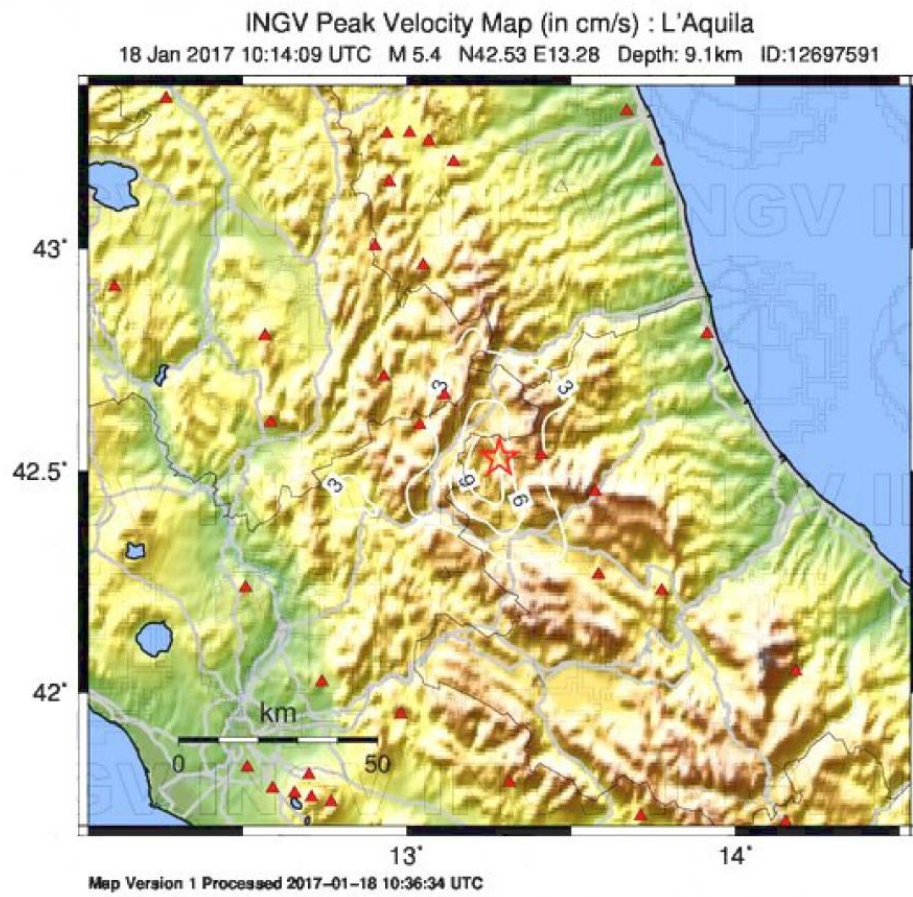 INGV Peak Velocity Map (in cm/s) : L'Aquila
18 Jan 2017 10:14:09 UTC M 5.4 N42.53 E13.28 Depth: 9.1km ID:12697591
43°
3
3
42.5°
3
6
6
42°
km
0 50
13° 14°
Map Version 1 Processed 2017-01-18 10:36:34 UTC